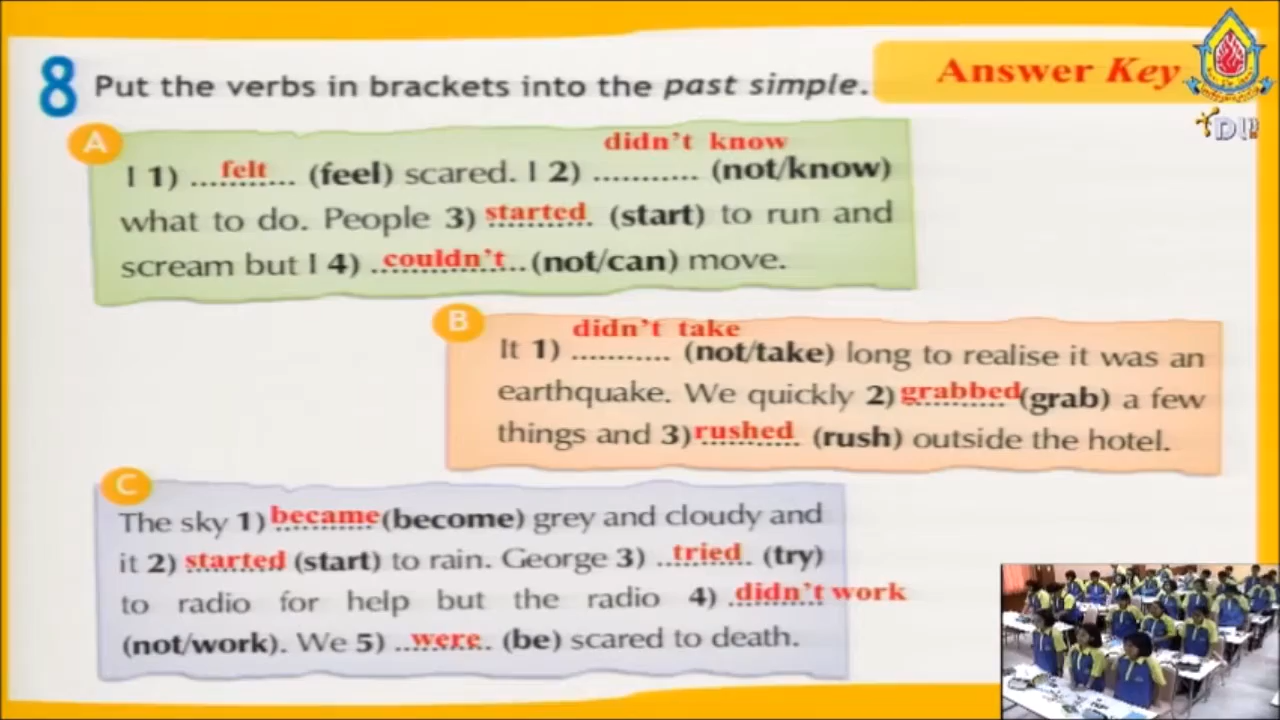 8 Put the verbs in brackets into the past simple.
Answer Key
A
I 1) ..felt.. (feel) scared. I 2) didn't know (not/know)
what to do. People 3) started (start) to run and
scream but I 4) couldn't (not/can) move.
B
It 1) didn't take (not/take) long to realise it was an
earthquake. We quickly 2) grabbed (grab) a few
things and 3) rushed (rush) outside the hotel.
C
The sky 1) became (become) grey and cloudy and
it 2) started (start) to rain. George 3) tried (try)
to radio for help but the radio 4) didn't work
(not/work). We 5) were (be) scared to death.